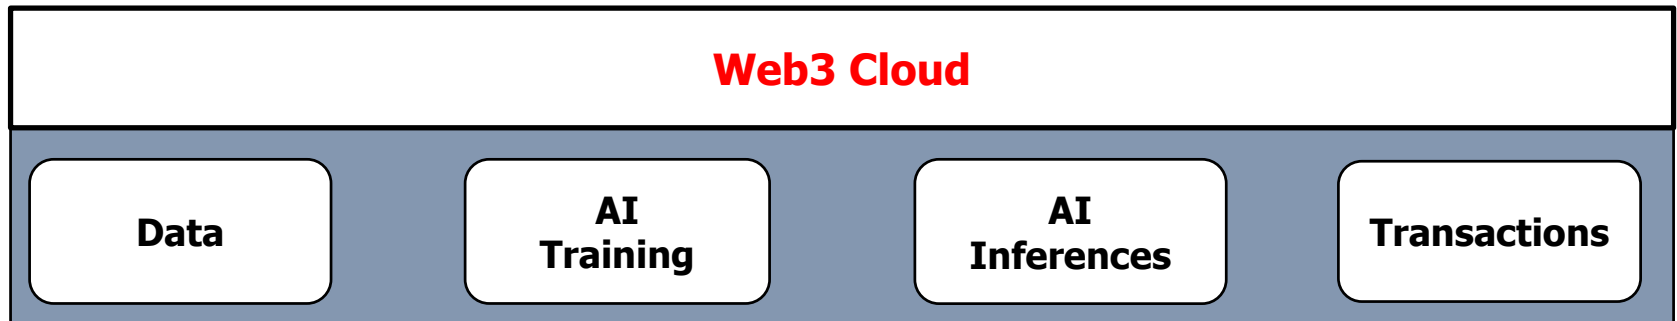 Web3 Cloud
Data
AI
Training
AI
Inferences
Transactions